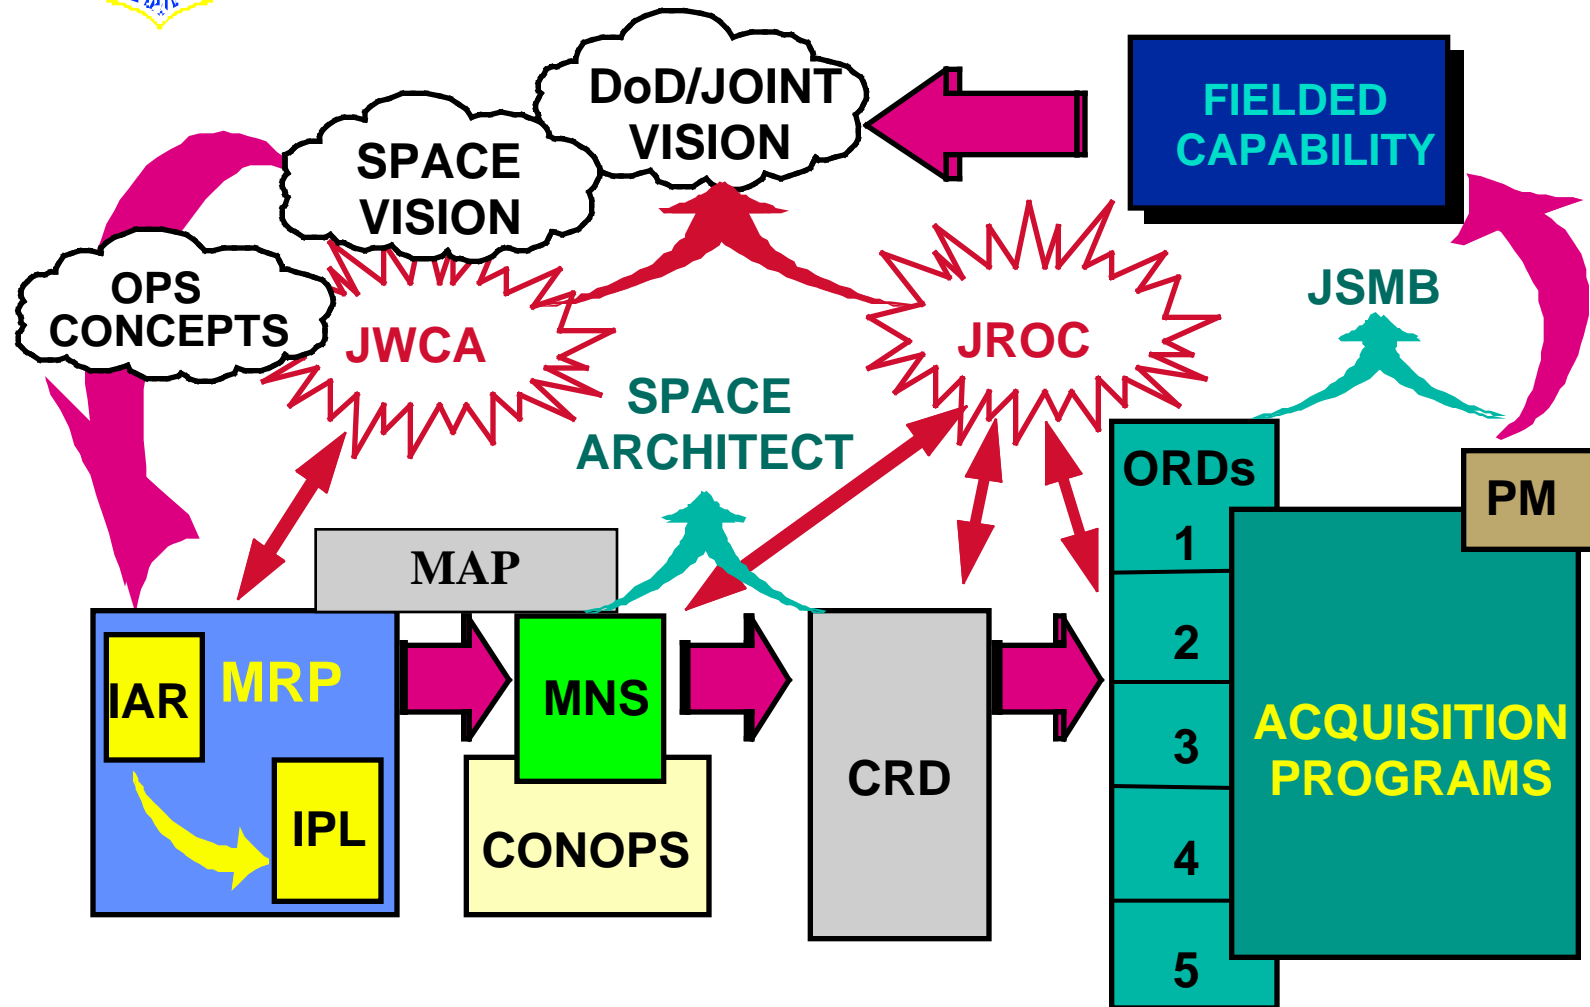 DoD/JOINT
VISION
FIELDED
CAPABILITY
SPACE
VISION
OPS
CONCEPTS
JWCA
JROC
JSMB
SPACE
ARCHITECT
ORDs
PM
MAP
1
2
3
4
5
IAR
MRP
IPL
MNS
CONOPS
CRD
ACQUISITION
PROGRAMS